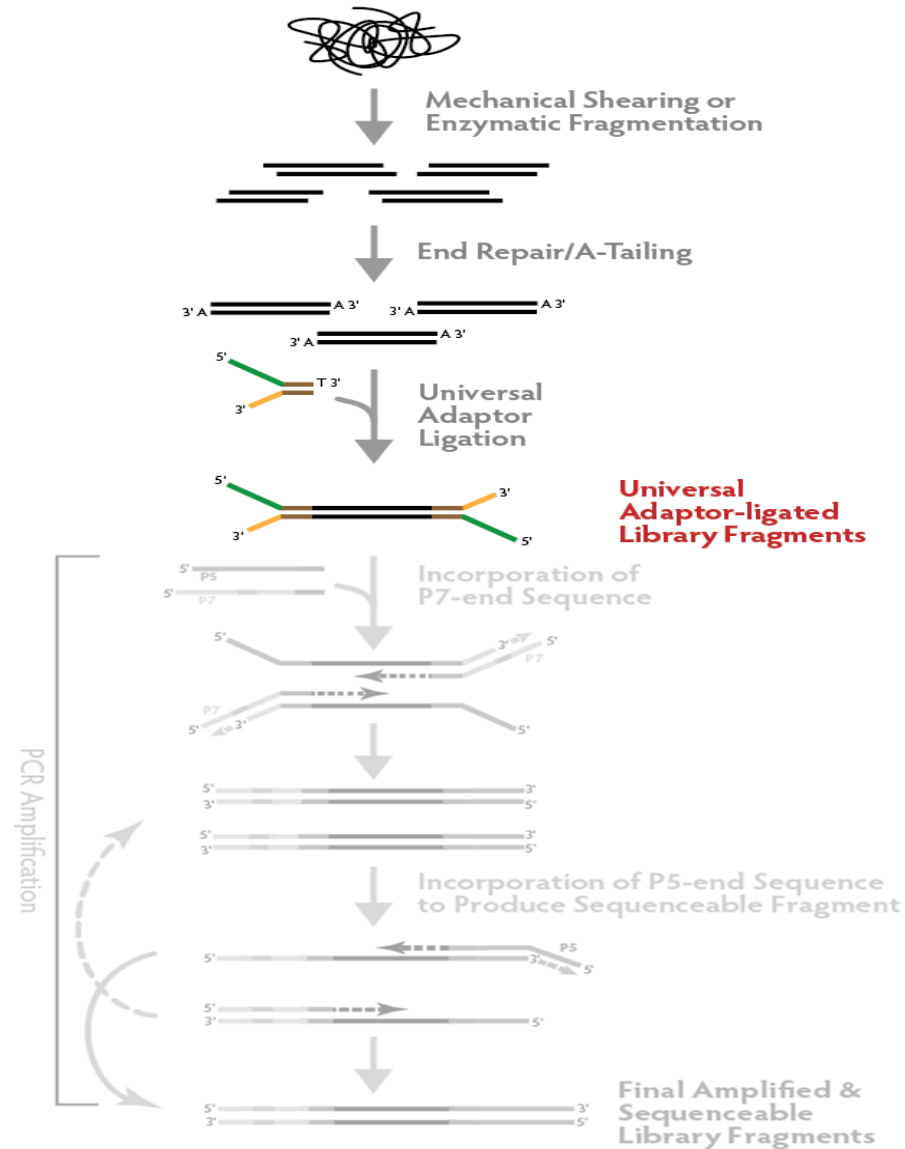 Mechanical Shearing or
Enzymatic Fragmentation
End Repair/A-Tailing
3' A
A 3'
3' A
A 3'
3' A
A 3'
5'
T 3'
3'
Universal
Adaptor
Ligation
5'
3'
3'
5'
Universal
Adaptor-ligated
Library Fragments
5'
P5
5'
P7
Incorporation of
P7-end Sequence
5'
3'
5'
P7
P7
5'
3'
5'
PCR Amplification
5'
3'
3'
5'
5'
3'
3'
5'
Incorporation of P5-end Sequence
to Produce Sequenceable Fragment
P5
5'
3'
5'
5'
3'
5'
5'
3'
3'
5'
Final Amplified &
Sequenceable
Library Fragments